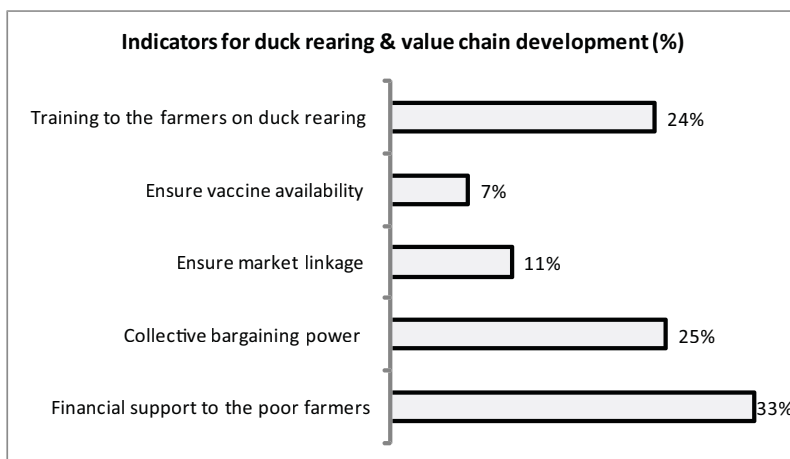 Indicators for duck rearing & value chain development (%)
Training to the farmers on duck rearing 24%
Ensure vaccine availability 7%
Ensure market linkage 11%
Collective bargaining power 25%
Financial support to the poor farmers 33%